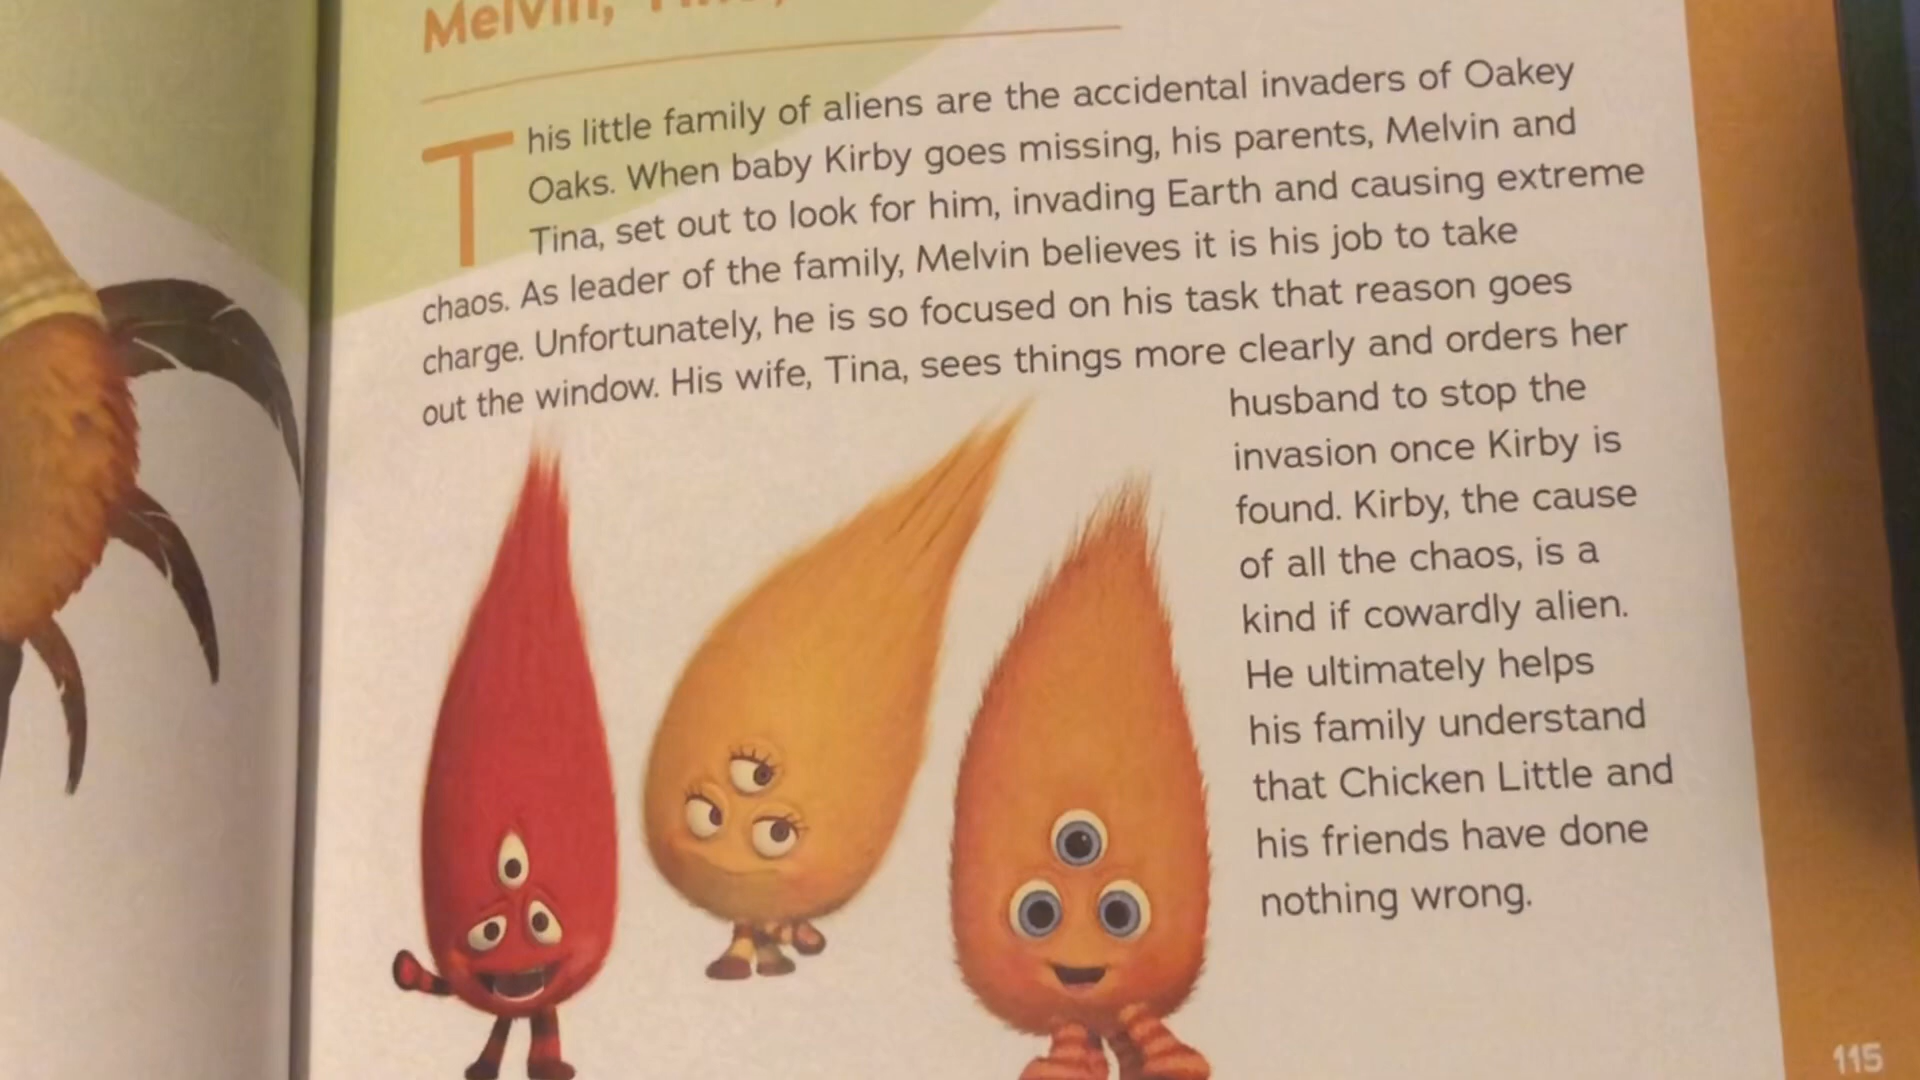 Melvin,
This little family of aliens are the accidental invaders of Oakey
Oaks. When baby Kirby goes missing, his parents, Melvin and
Tina, set out to look for him, invading Earth and causing extreme
chaos. As leader of the family, Melvin believes it is his job to take
charge. Unfortunately, he is so focused on his task that reason goes
out the window. His wife, Tina, sees things more clearly and orders her
husband to stop the
invasion once Kirby is
found. Kirby, the cause
of all the chaos, is a
kind if cowardly alien.
He ultimately helps
his family understand
that Chicken Little and
his friends have done
nothing wrong.
115